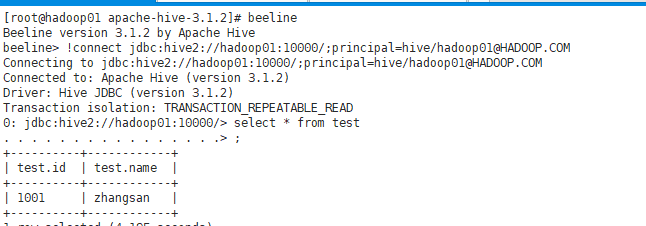 [root@hadoop01 apache-hive-3.1.2]# beeline
Beeline version 3.1.2 by Apache Hive
beeline> !connect jdbc:hive2://hadoop01:10000/;principal=hive/hadoop01@HADOOP.COM
Connecting to jdbc:hive2://hadoop01:10000/;principal=hive/hadoop01@HADOOP.COM
Connected to: Apache Hive (version 3.1.2)
Driver: Hive JDBC (version 3.1.2)
Transaction isolation: TRANSACTION_REPEATABLE_READ
0: jdbc:hive2://hadoop01:10000/> select * from test
. . . . . . . . . . . . . . . .> ;
+----------+------------+
| test.id | test.name |
+----------+------------+
| 1001 | zhangsan |
+----------+------------+
1 row selected